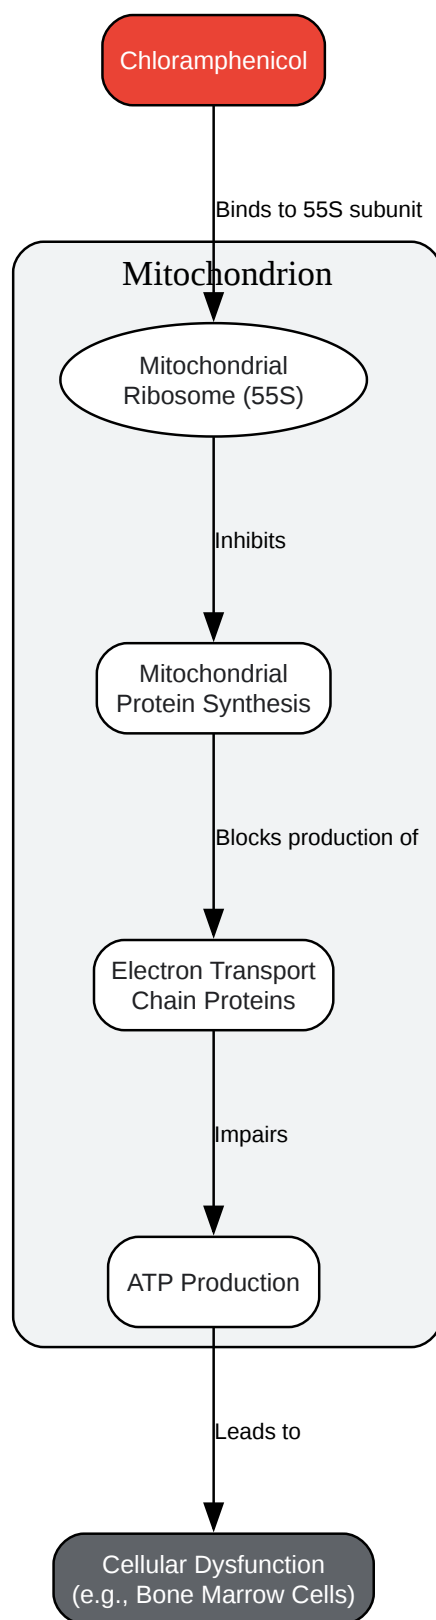 Chloramphenicol
Binds to 55S subunit
Mitochondrion
Mitochondrial
Ribosome (55S)
Inhibits
Mitochondrial
Protein Synthesis
Blocks production of
Electron Transport
Chain Proteins
Impairs
ATP Production
Leads to
Cellular Dysfunction
(e.g., Bone Marrow Cells)